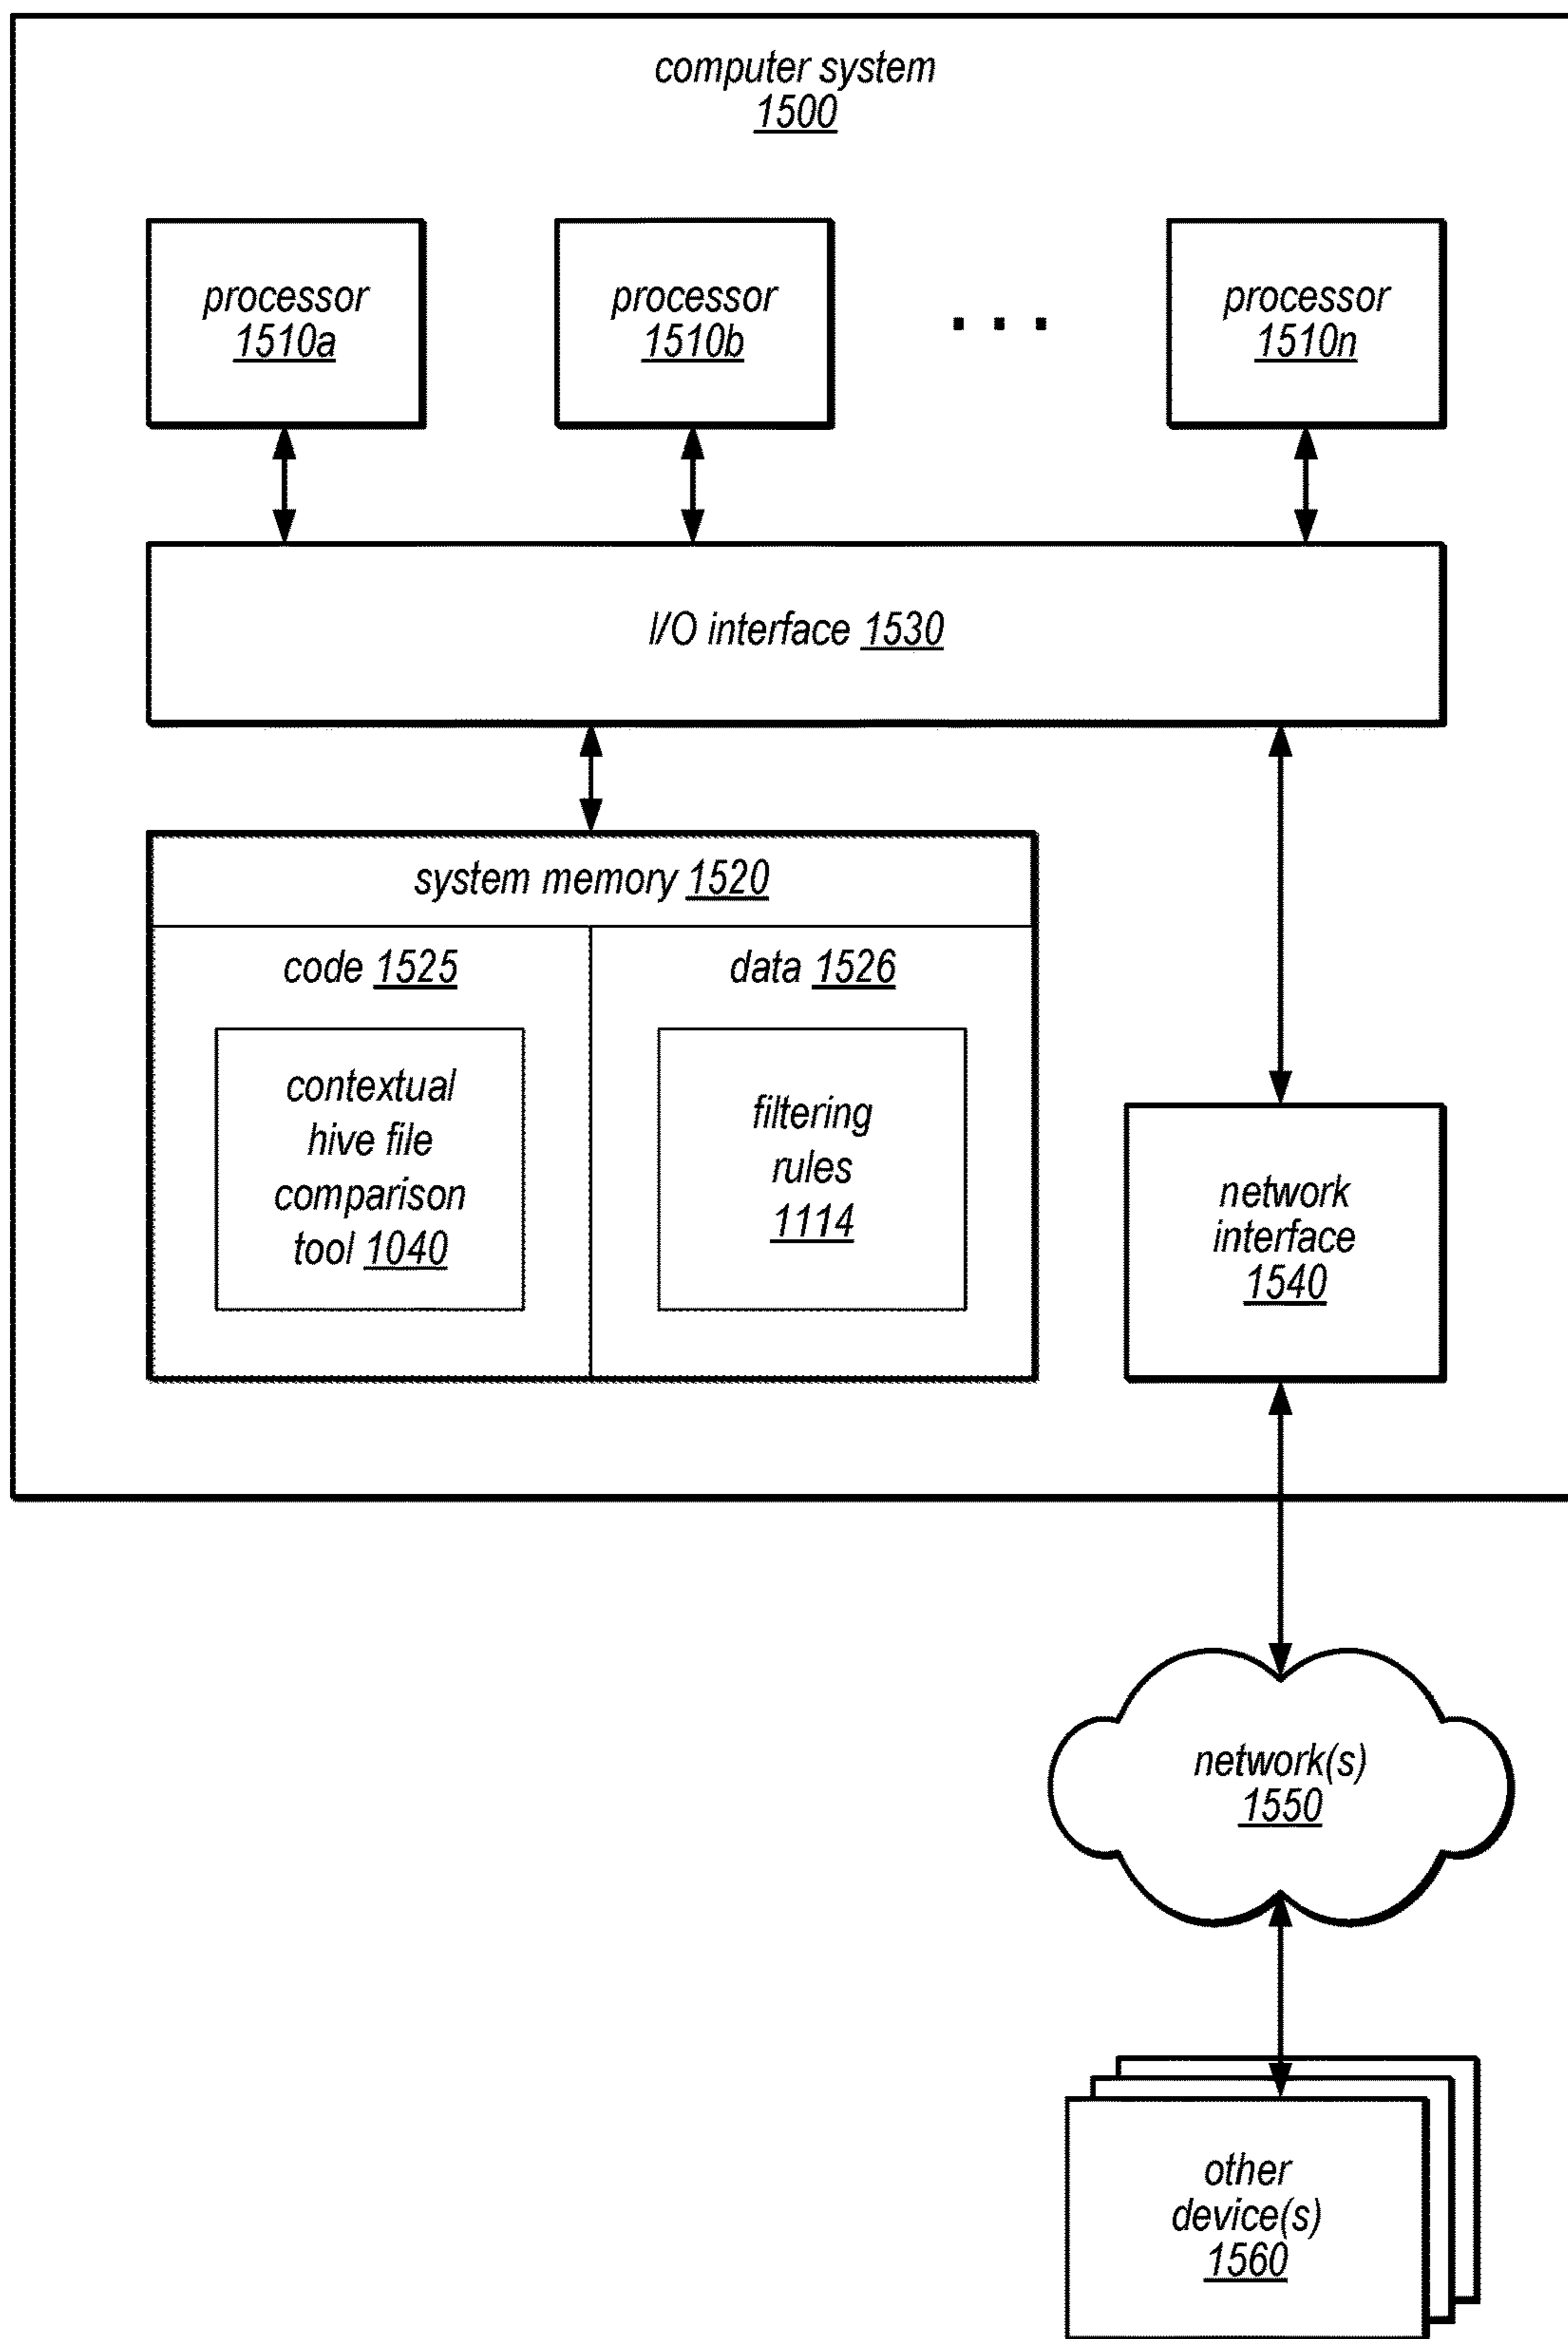 computer system
1500
processor
1510a
processor
1510b
. . .
processor
1510n
I/O interface 1530
system memory 1520
code 1525
contextual
hive file
comparison
tool 1040
data 1526
filtering
rules
1114
network
interface
1540
network(s)
1550
other
device(s)
1560